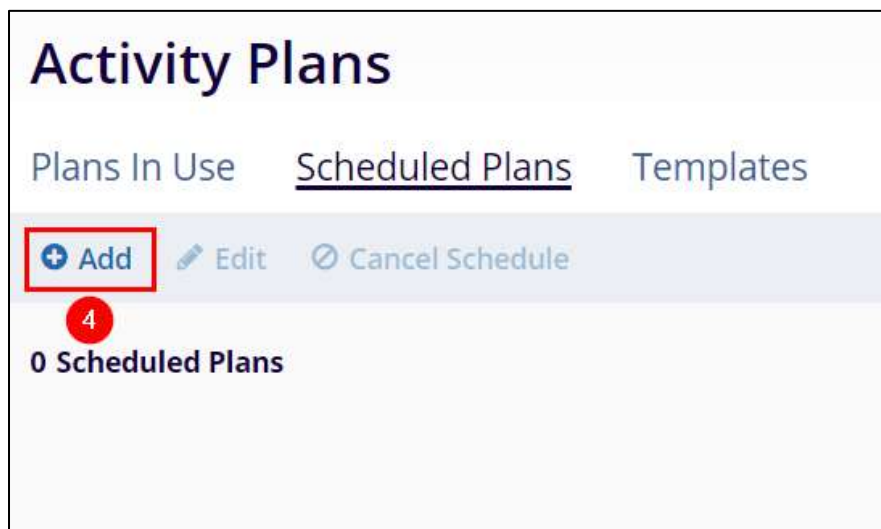 Activity Plans
Plans In Use Scheduled Plans Templates
Add Edit Cancel Schedule
4
0 Scheduled Plans